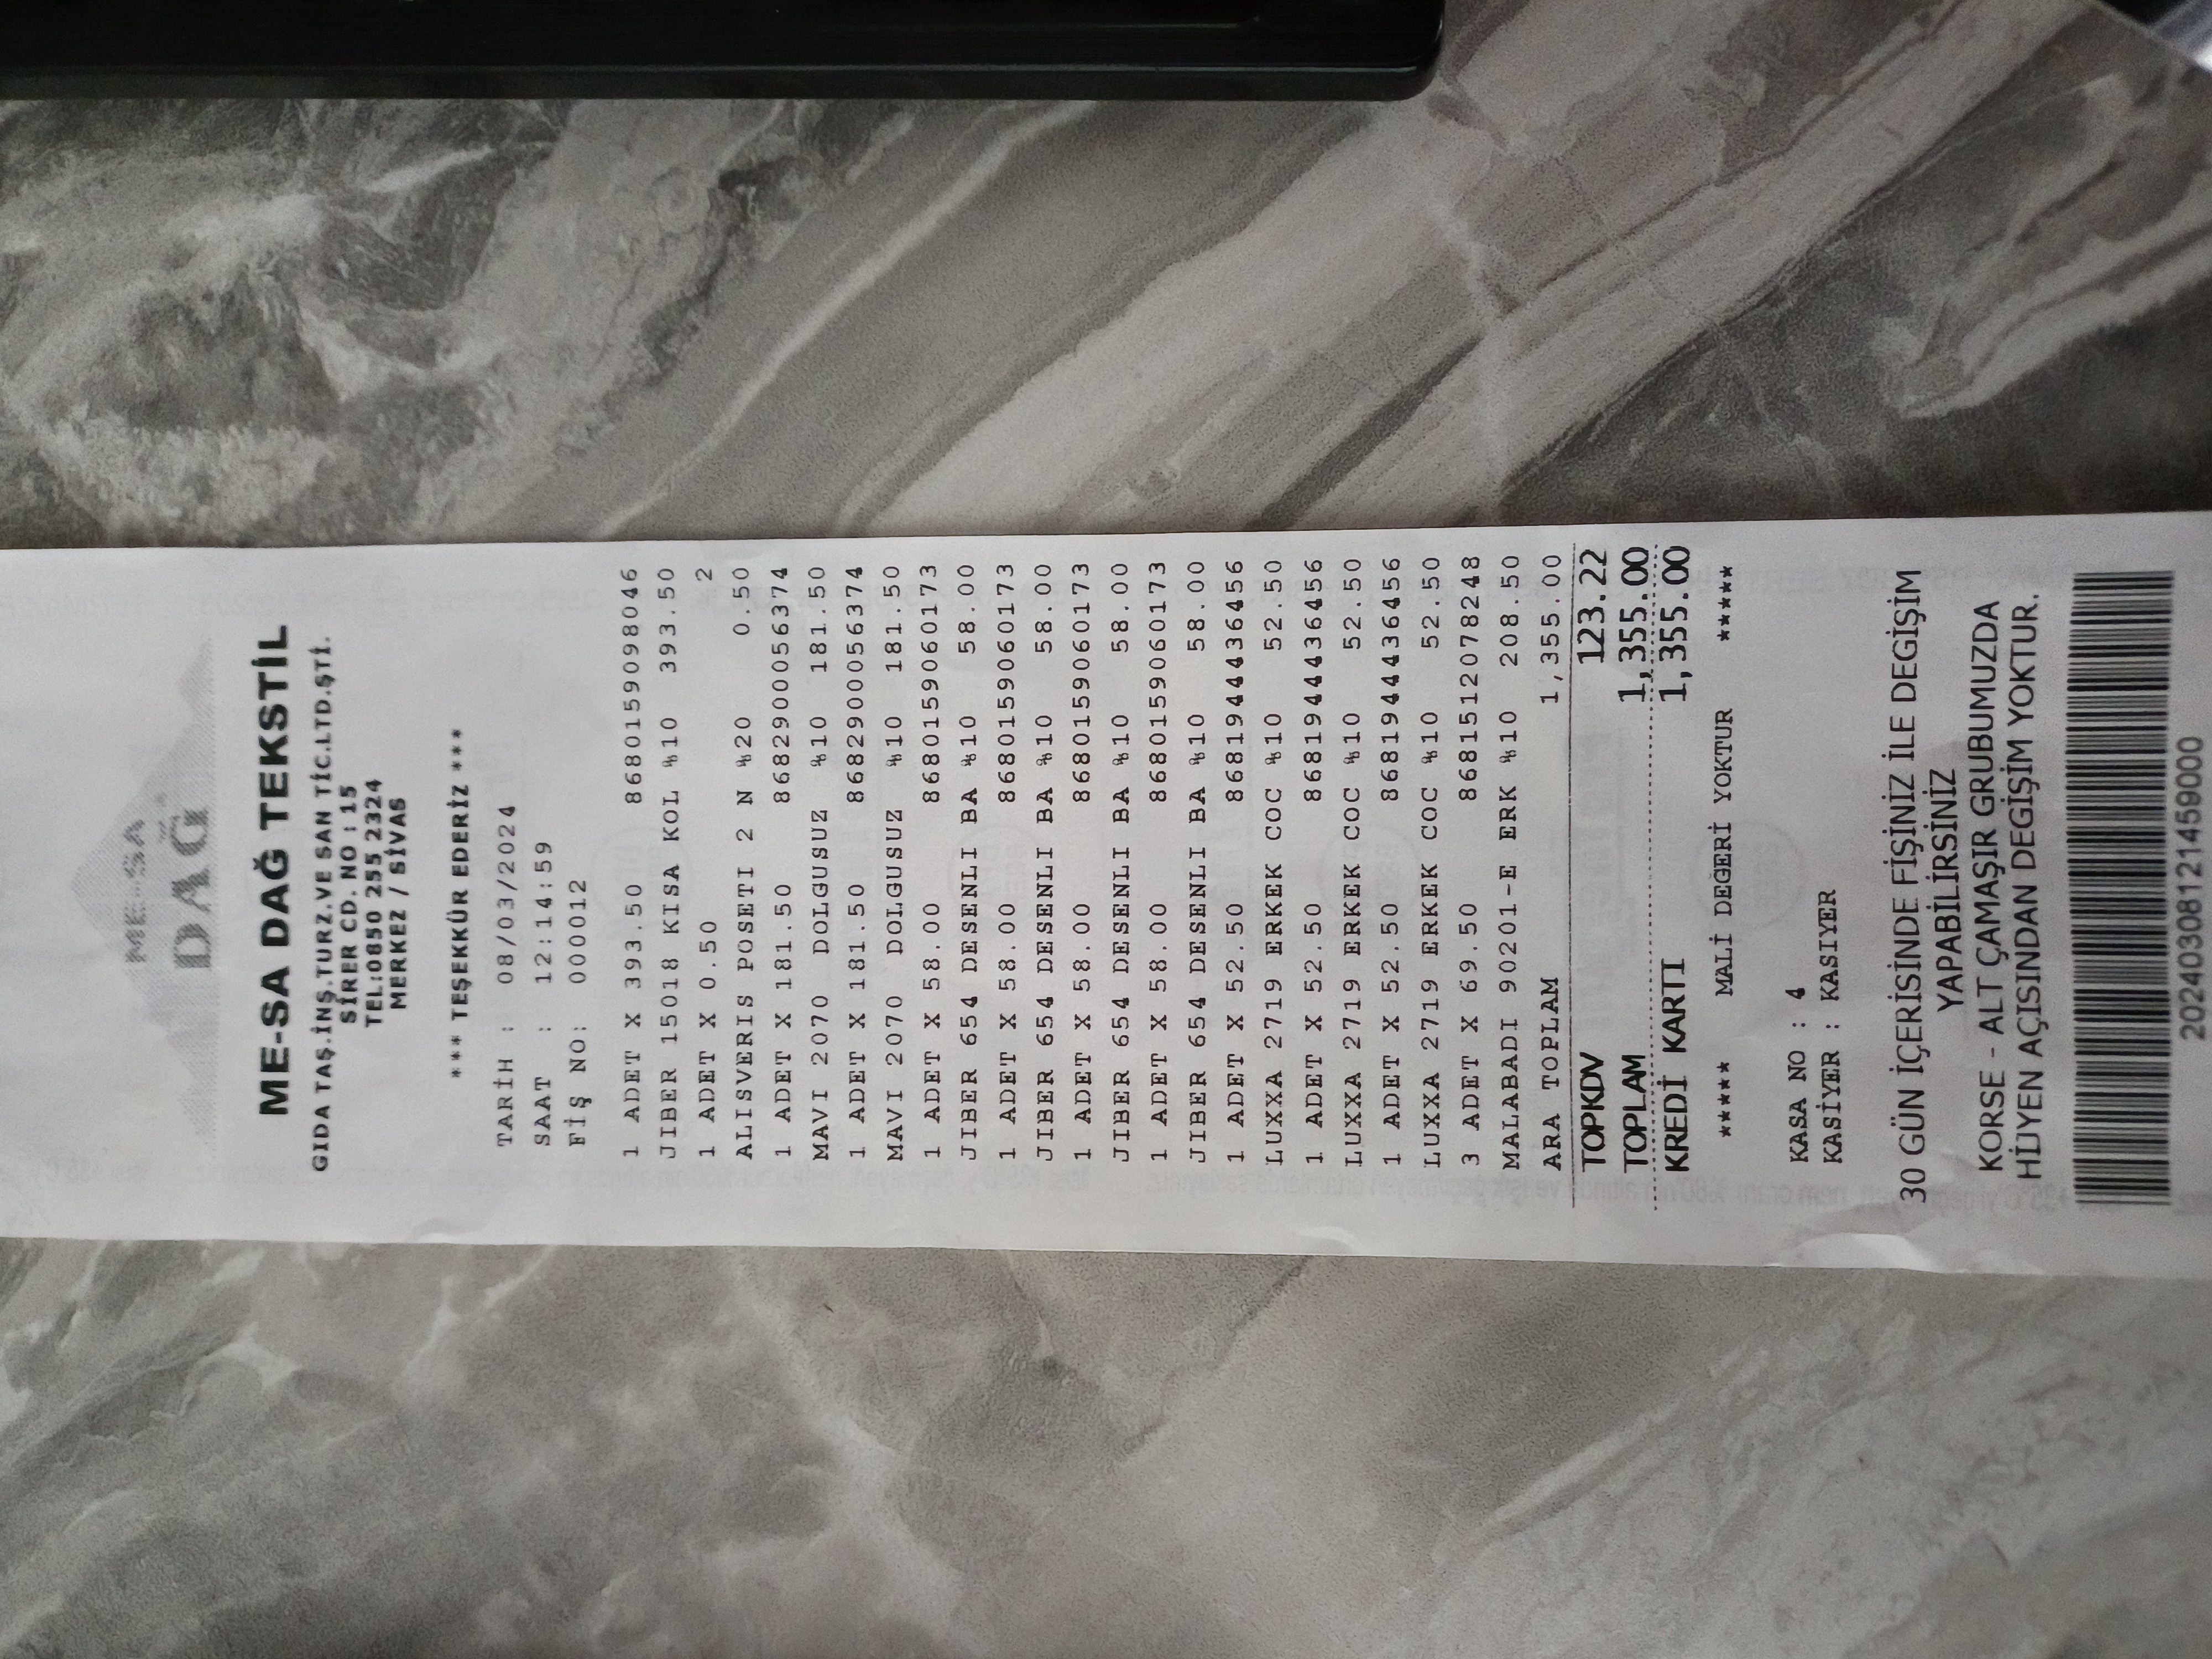 ME-SA
DAĞ
ME-SA DAĞ TEKSTİL
GIDA TAŞ.İNŞ.TURZ.VE SAN TİC.LTD.ŞTİ.
SİRER CD. NO : 15
TEL:0850 255 2324
MERKEZ / SİVAS
*** TEŞEKKÜR EDERİZ ***
TARİH : 08/03/2024
SAAT : 12:14:59
FİŞ NO: 000012
1 ADET X 393.50 8680159098046
JIBER 15018 KISA KOL %10 393.50
1 ADET X 0.50 2
ALISVERIS POSETI 2 N %20 0.50
1 ADET X 181.50 8682900056374
MAVI 2070 DOLGUSUZ %10 181.50
1 ADET X 181.50 8682900056374
MAVI 2070 DOLGUSUZ %10 181.50
1 ADET X 58.00 8680159060173
JIBER 654 DESENLI BA %10 58.00
1 ADET X 58.00 8680159060173
JIBER 654 DESENLI BA %10 58.00
1 ADET X 58.00 8680159060173
JIBER 654 DESENLI BA %10 58.00
1 ADET X 58.00 8680159060173
JIBER 654 DESENLI BA %10 58.00
1 ADET X 52.50 8681944436456
LUXXA 2719 ERKEK COC %10 52.50
1 ADET X 52.50 8681944436456
LUXXA 2719 ERKEK COC %10 52.50
1 ADET X 52.50 8681944436456
LUXXA 2719 ERKEK COC %10 52.50
3 ADET X 69.50 8681512078248
MALABADI 90201-E ERK %10 208.50
ARA TOPLAM 1,355.00
TOPKDV 123.22
TOPLAM 1,355.00
KREDİ KARTI 1,355.00
***** MALİ DEĞERİ YOKTUR *****
KASA NO : 4
KASİYER : KASIYER
30 GÜN İÇERİSİNDE FİŞİNİZ İLE DEGİŞİM
YAPABİLİRSİNİZ
KORSE - ALT ÇAMAŞIR GRUBUMUZDA
HİJYEN AÇISINDAN DEGİŞİM YOKTUR.
20240308121459000